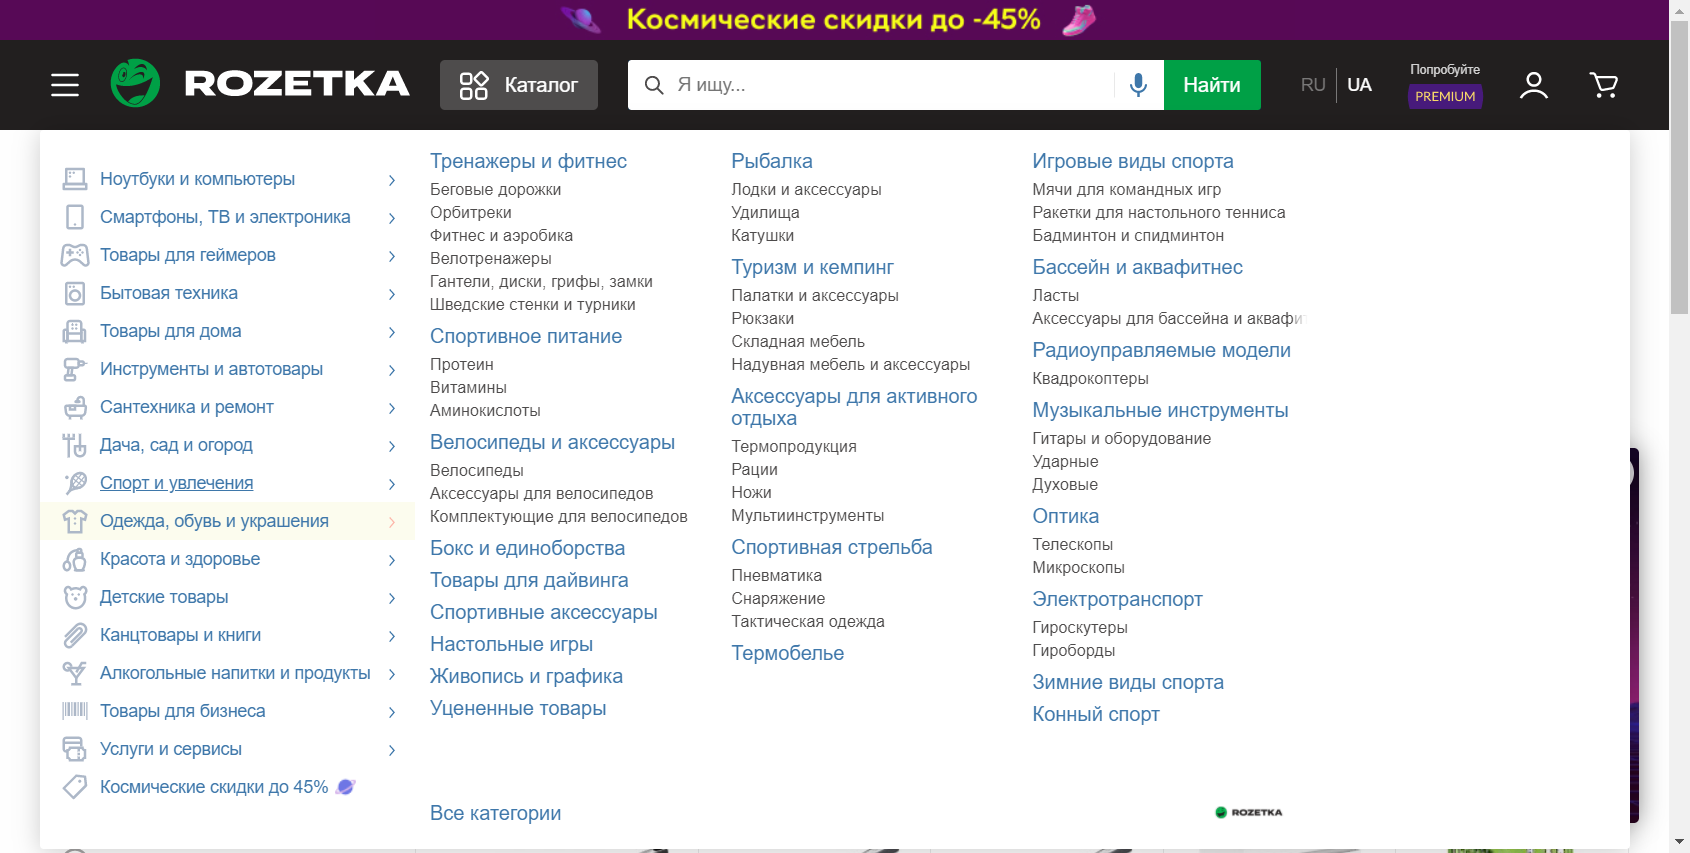 Космические скидки до -45%
ROZETKA
Каталог
Я ищу...
Найти
RU
UA
Попробуйте
PREMIUM
Ноутбуки и компьютеры
Смартфоны, ТВ и электроника
Товары для геймеров
Бытовая техника
Товары для дома
Инструменты и автотовары
Сантехника и ремонт
Дача, сад и огород
Спорт и увлечения
Одежда, обувь и украшения
Красота и здоровье
Детские товары
Канцтовары и книги
Алкогольные напитки и продукты
Товары для бизнеса
Услуги и сервисы
Космические скидки до 45%
Тренажеры и фитнес
Беговые дорожки
Орбитреки
Фитнес и аэробика
Велотренажеры
Гантели, диски, грифы, замки
Шведские стенки и турники
Спортивное питание
Протеин
Витамины
Аминокислоты
Велосипеды и аксессуары
Велосипеды
Аксессуары для велосипедов
Комплектующие для велосипедов
Бокс и единоборства
Товары для дайвинга
Спортивные аксессуары
Настольные игры
Живопись и графика
Уцененные товары
Рыбалка
Лодки и аксессуары
Удилища
Катушки
Туризм и кемпинг
Палатки и аксессуары
Рюкзаки
Складная мебель
Надувная мебель и аксессуары
Аксессуары для активного
отдыха
Термопродукция
Рации
Ножи
Мультиинструменты
Спортивная стрельба
Пневматика
Снаряжение
Тактическая одежда
Термобелье
Игровые виды спорта
Мячи для командных игр
Ракетки для настольного тенниса
Бадминтон и спидминтон
Бассейн и аквафитнес
Ласты
Аксессуары для бассейна и аквафит
Радиоуправляемые модели
Квадрокоптеры
Музыкальные инструменты
Гитары и оборудование
Ударные
Духовые
Оптика
Телескопы
Микроскопы
Электротранспорт
Гироскутеры
Гироборды
Зимние виды спорта
Конный спорт
Все категории
ROZETKA